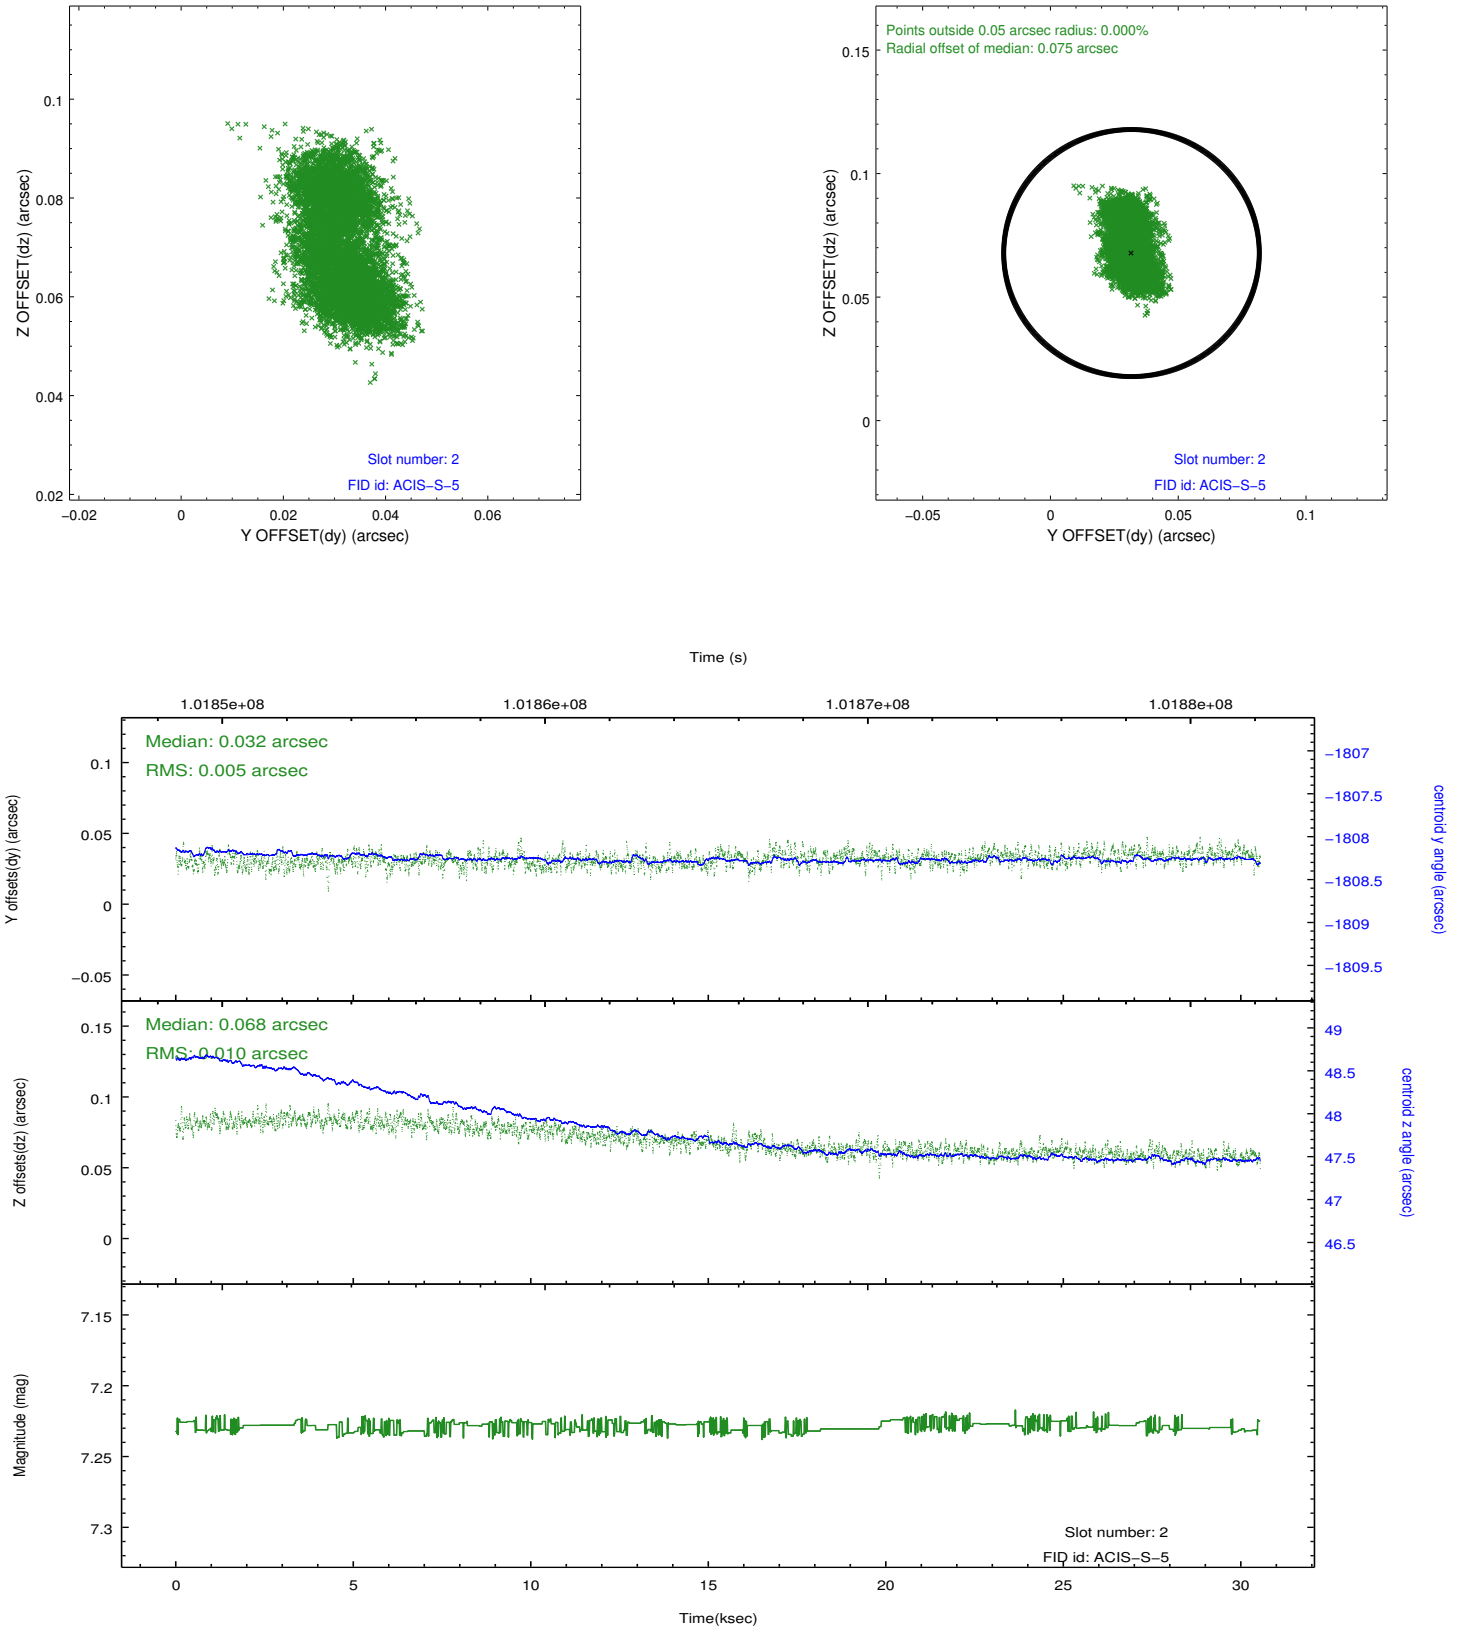 0.1
0.08
0.06
0.04
0.02
Z OFFSET(dz) (arcsec)
−0.02 0 0.02 0.04 0.06
Y OFFSET(dy) (arcsec)
Slot number: 2
FID id: ACIS−S−5
Points outside 0.05 arcsec radius: 0.000%
Radial offset of median: 0.075 arcsec
0.15
0.1
0.05
0
Z OFFSET(dz) (arcsec)
−0.05 0 0.05 0.1
Y OFFSET(dy) (arcsec)
Slot number: 2
FID id: ACIS−S−5
Time (s)
1.0185e+08 1.0186e+08 1.0187e+08 1.0188e+08
Median: 0.032 arcsec
RMS: 0.005 arcsec
0.1
0.05
0
−0.05
Y offsets(dy) (arcsec)
−1807
−1807.5
−1808
−1808.5
−1809
−1809.5
centroid y angle (arcsec)
Median: 0.068 arcsec
RMS: 0.010 arcsec
0.15
0.1
0.05
0
Z offsets(dz) (arcsec)
49
48.5
48
47.5
47
46.5
centroid z angle (arcsec)
7.15
7.2
7.25
7.3
Magnitude (mag)
Slot number: 2
FID id: ACIS−S−5
0 5 10 15 20 25 30
Time(ksec)